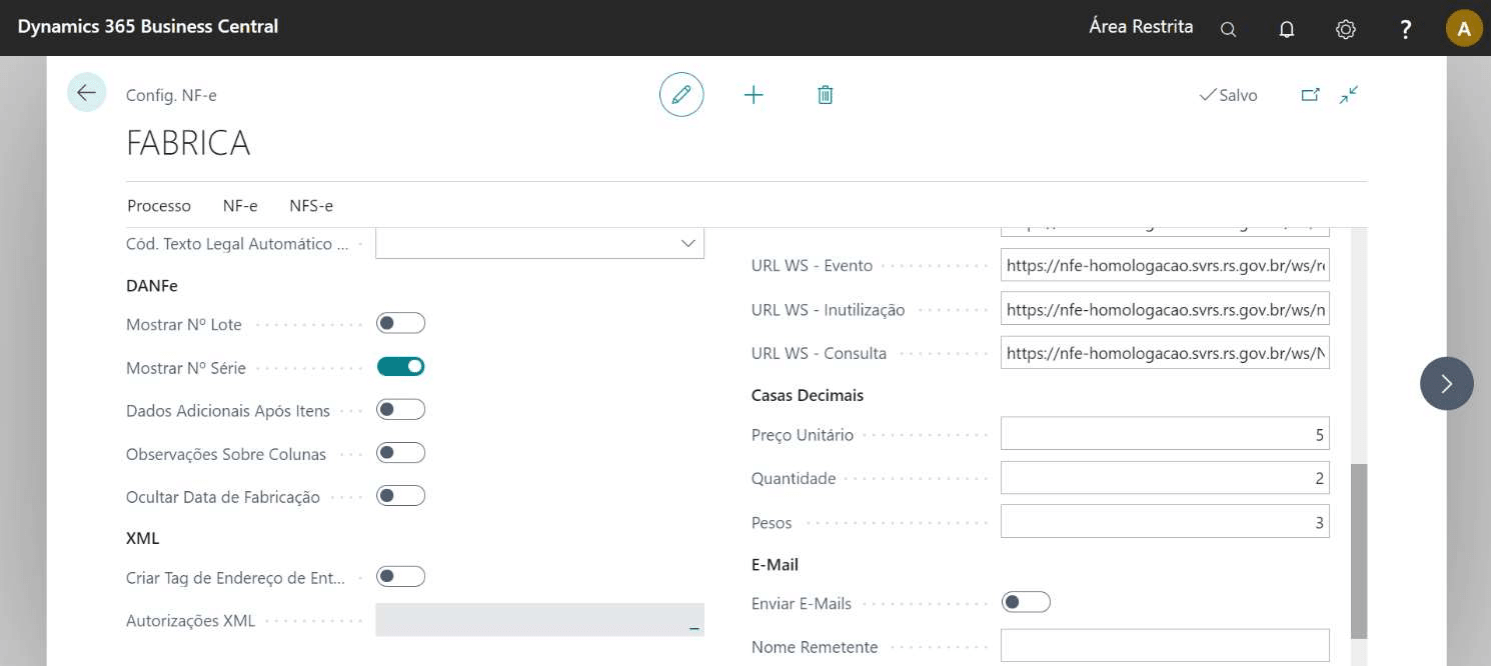 Dynamics 365 Business Central
Área Restrita
?
A
Config. NF-e
Salvo
FABRICA
Processo
NF-e
NFS-e
Cód. Texto Legal Automático ...
DANFe
Mostrar Nº Lote
Mostrar Nº Série
Dados Adicionais Após Itens
Observações Sobre Colunas
Ocultar Data de Fabricação
XML
Criar Tag de Endereço de Ent...
Autorizações XML
URL WS - Evento https://nfe-homologacao.svrs.rs.gov.br/ws/re
URL WS - Inutilização https://nfe-homologacao.svrs.rs.gov.br/ws/n
URL WS - Consulta https://nfe-homologacao.svrs.rs.gov.br/ws/N
Casas Decimais
Preço Unitário 5
Quantidade 2
Pesos 3
E-Mail
Enviar E-Mails
Nome Remetente